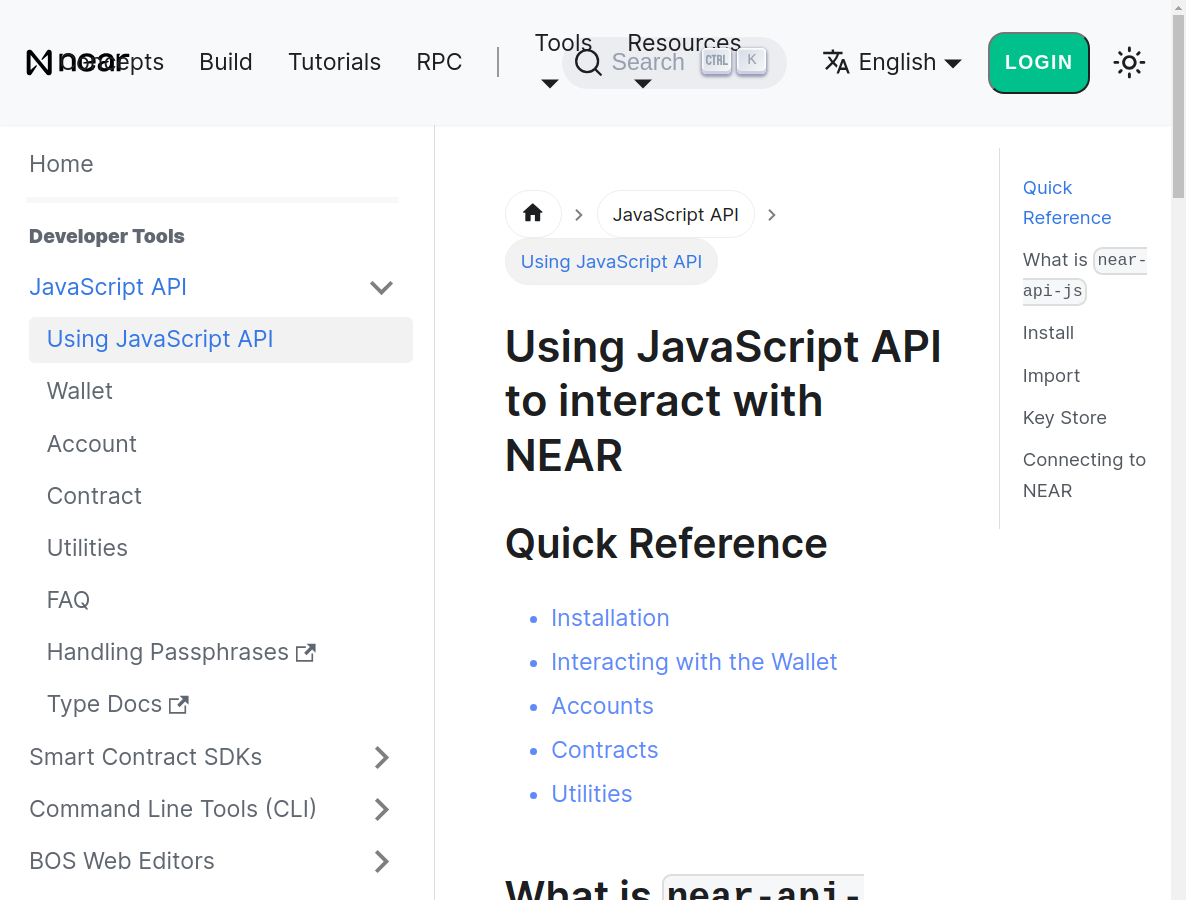 near
Concepts
Build
Tutorials
RPC
Tools
Resources
Search
CTRL
K
English
LOGIN
Home
Developer Tools
JavaScript API
Using JavaScript API
Wallet
Account
Contract
Utilities
FAQ
Handling Passphrases
Type Docs
Smart Contract SDKs
Command Line Tools (CLI)
BOS Web Editors
JavaScript API
Using JavaScript API
Using JavaScript API
to interact with
NEAR
Quick Reference
Installation
Interacting with the Wallet
Accounts
Contracts
Utilities
What is near-api-
Quick
Reference
What is near-
api-js
Install
Import
Key Store
Connecting to
NEAR